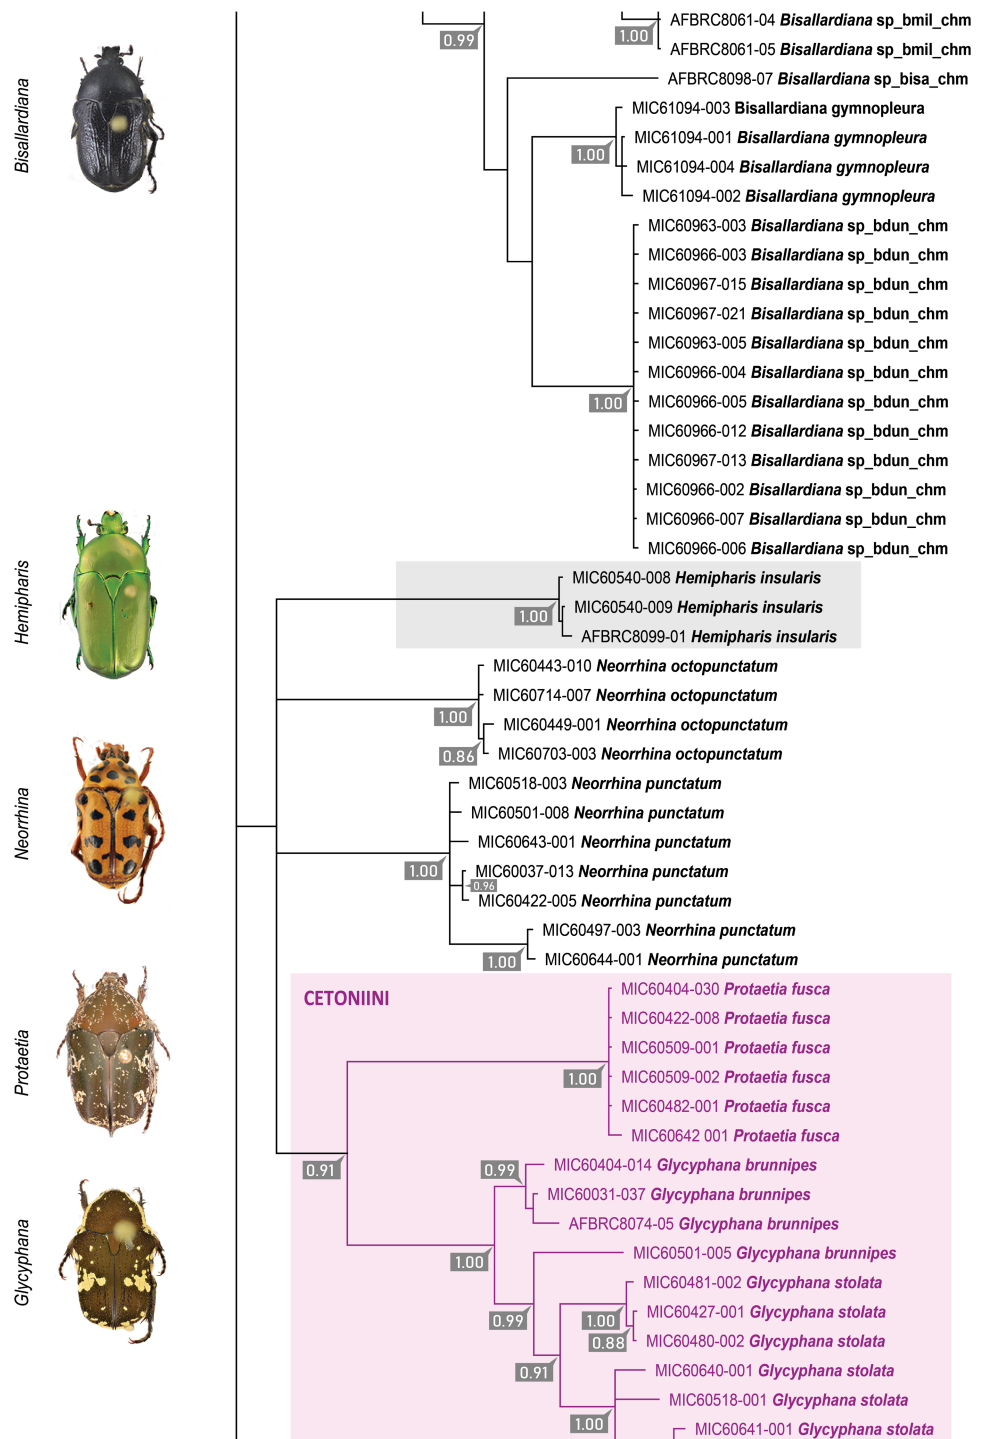 AFBRC8061-04 Bisallardiana sp_bmil_chm
0.99
1.00
AFBRC8061-05 Bisallardiana sp_bmil_chm
AFBRC8098-07 Bisallardiana sp_bisa_chm
Bisallardiana
MIC61094-003 Bisallardiana gymnopleura
MIC61094-001 Bisallardiana gymnopleura
1.00
MIC61094-004 Bisallardiana gymnopleura
MIC61094-002 Bisallardiana gymnopleura
MIC60963-003 Bisallardiana sp_bdun_chm
MIC60966-003 Bisallardiana sp_bdun_chm
MIC60967-015 Bisallardiana sp_bdun_chm
MIC60967-021 Bisallardiana sp_bdun_chm
MIC60963-005 Bisallardiana sp_bdun_chm
MIC60966-004 Bisallardiana sp_bdun_chm
1.00
MIC60966-005 Bisallardiana sp_bdun_chm
MIC60966-012 Bisallardiana sp_bdun_chm
MIC60967-013 Bisallardiana sp_bdun_chm
MIC60966-002 Bisallardiana sp_bdun_chm
MIC60966-007 Bisallardiana sp_bdun_chm
MIC60966-006 Bisallardiana sp_bdun_chm
Hemipharis
MIC60540-008 Hemipharis insularis
MIC60540-009 Hemipharis insularis
1.00
AFBRC8099-01 Hemipharis insularis
MIC60443-010 Neorrhina octopunctatum
MIC60714-007 Neorrhina octopunctatum
1.00
MIC60449-001 Neorrhina octopunctatum
0.86
MIC60703-003 Neorrhina octopunctatum
Neorrhina
MIC60518-003 Neorrhina punctatum
MIC60501-008 Neorrhina punctatum
MIC60643-001 Neorrhina punctatum
1.00
MIC60037-013 Neorrhina punctatum
0.96
MIC60422-005 Neorrhina punctatum
MIC60497-003 Neorrhina punctatum
1.00
MIC60644-001 Neorrhina punctatum
CETONIINI
Protaetia
MIC60404-030 Protaetia fusca
MIC60422-008 Protaetia fusca
MIC60509-001 Protaetia fusca
1.00
MIC60509-002 Protaetia fusca
MIC60482-001 Protaetia fusca
MIC60642 001 Protaetia fusca
0.91
0.99
MIC60404-014 Glycyphana brunnipes
MIC60031-037 Glycyphana brunnipes
AFBRC8074-05 Glycyphana brunnipes
Glycyphana
1.00
MIC60501-005 Glycyphana brunnipes
MIC60481-002 Glycyphana stolata
0.99
1.00
MIC60427-001 Glycyphana stolata
0.88
MIC60480-002 Glycyphana stolata
0.91
MIC60640-001 Glycyphana stolata
MIC60518-001 Glycyphana stolata
1.00
MIC60641-001 Glycyphana stolata